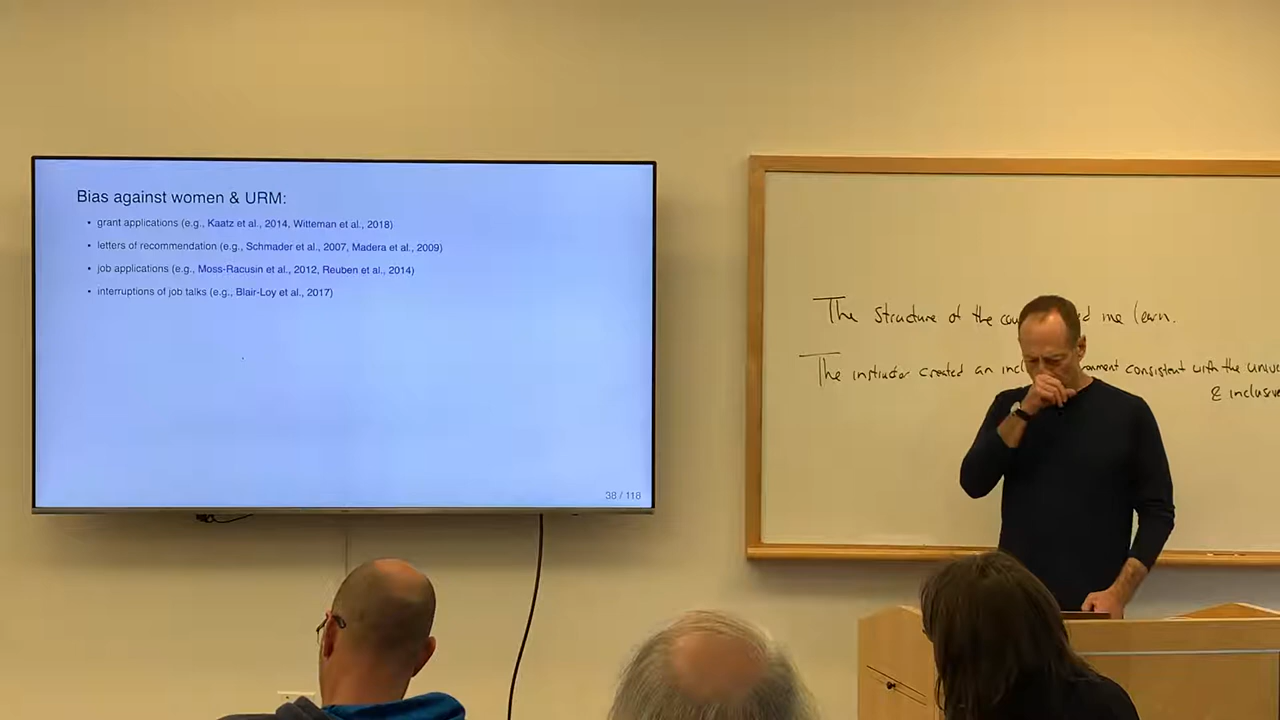 Bias against women & URM:
• grant applications (e.g., Kaatz et al., 2014, Witteman et al., 2018)
• letters of recommendation (e.g., Schmader et al., 2007, Madera et al., 2009)
• job applications (e.g., Moss-Racusin et al., 2012, Reuben et al., 2014)
• interruptions of job talks (e.g., Blair-Loy et al., 2017)
38 / 118
The structure of the me learn.
The instructor created an consistent with the
& inclusive